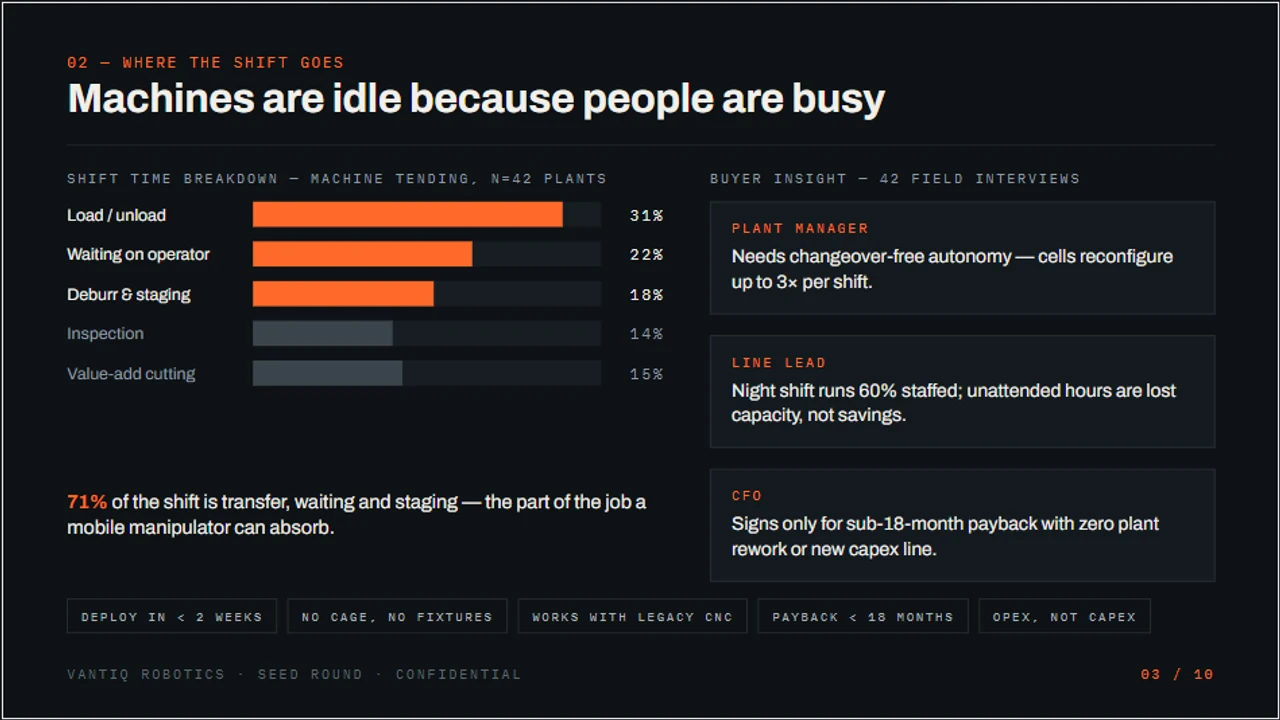 02 — WHERE THE SHIFT GOES
Machines are idle because people are busy
SHIFT TIME BREAKDOWN — MACHINE TENDING, N=42 PLANTS
Load / unload 31%
Waiting on operator 22%
Deburr & staging 18%
Inspection 14%
Value-add cutting 15%
71% of the shift is transfer, waiting and staging — the part of the job a
mobile manipulator can absorb.
BUYER INSIGHT — 42 FIELD INTERVIEWS
PLANT MANAGER
Needs changeover-free autonomy — cells reconfigure
up to 3× per shift.
LINE LEAD
Night shift runs 60% staffed; unattended hours are lost
capacity, not savings.
CFO
Signs only for sub-18-month payback with zero plant
rework or new capex line.
DEPLOY IN < 2 WEEKS
NO CAGE, NO FIXTURES
WORKS WITH LEGACY CNC
PAYBACK < 18 MONTHS
OPEX, NOT CAPEX
VANTIQ ROBOTICS · SEED ROUND · CONFIDENTIAL
03 / 10